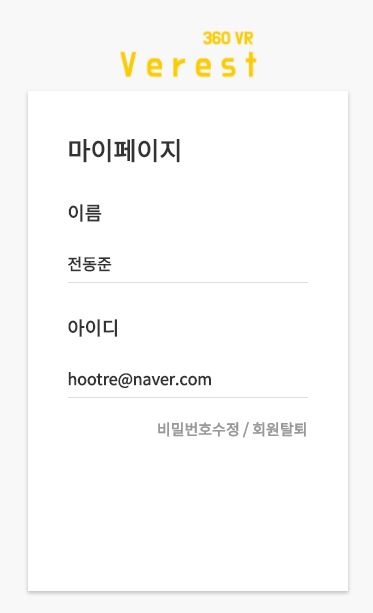 360 VR
Verest
마이페이지
이름
전동준
아이디
hootre@naver.com
비밀번호수정 / 회원탈퇴